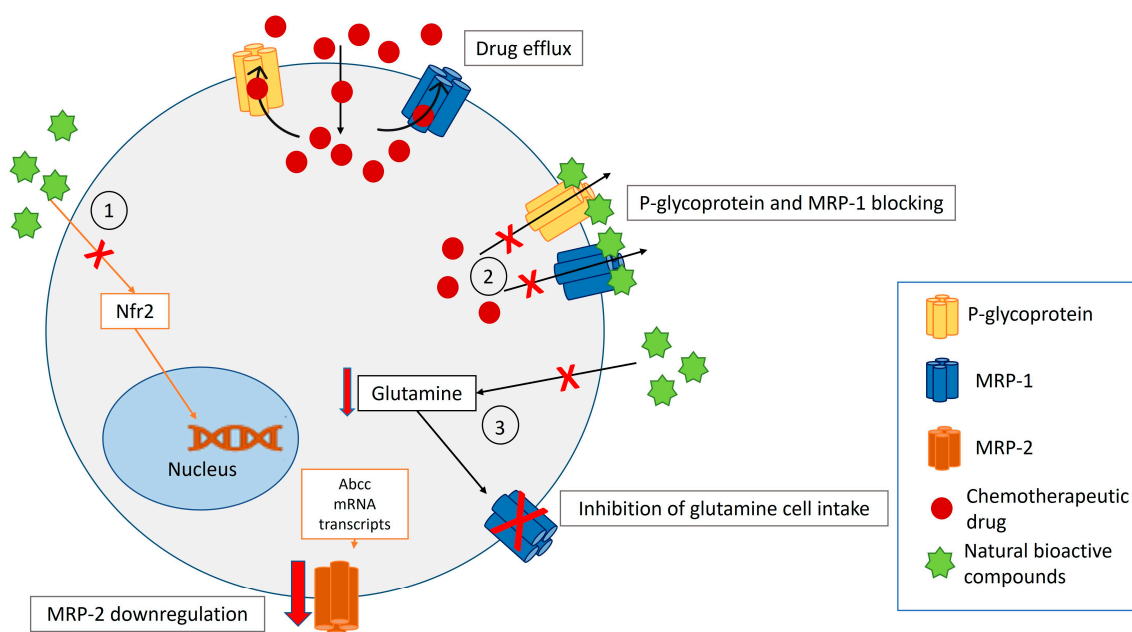 Drug efflux
P-glycoprotein and MRP-1 blocking
1
2
Nfr2
Glutamine
3
Nucleus
Abcc
mRNA
transcripts
Inhibition of glutamine cell intake
MRP-2 downregulation
P-glycoprotein
MRP-1
MRP-2
Chemotherapeutic
drug
Natural bioactive
compounds